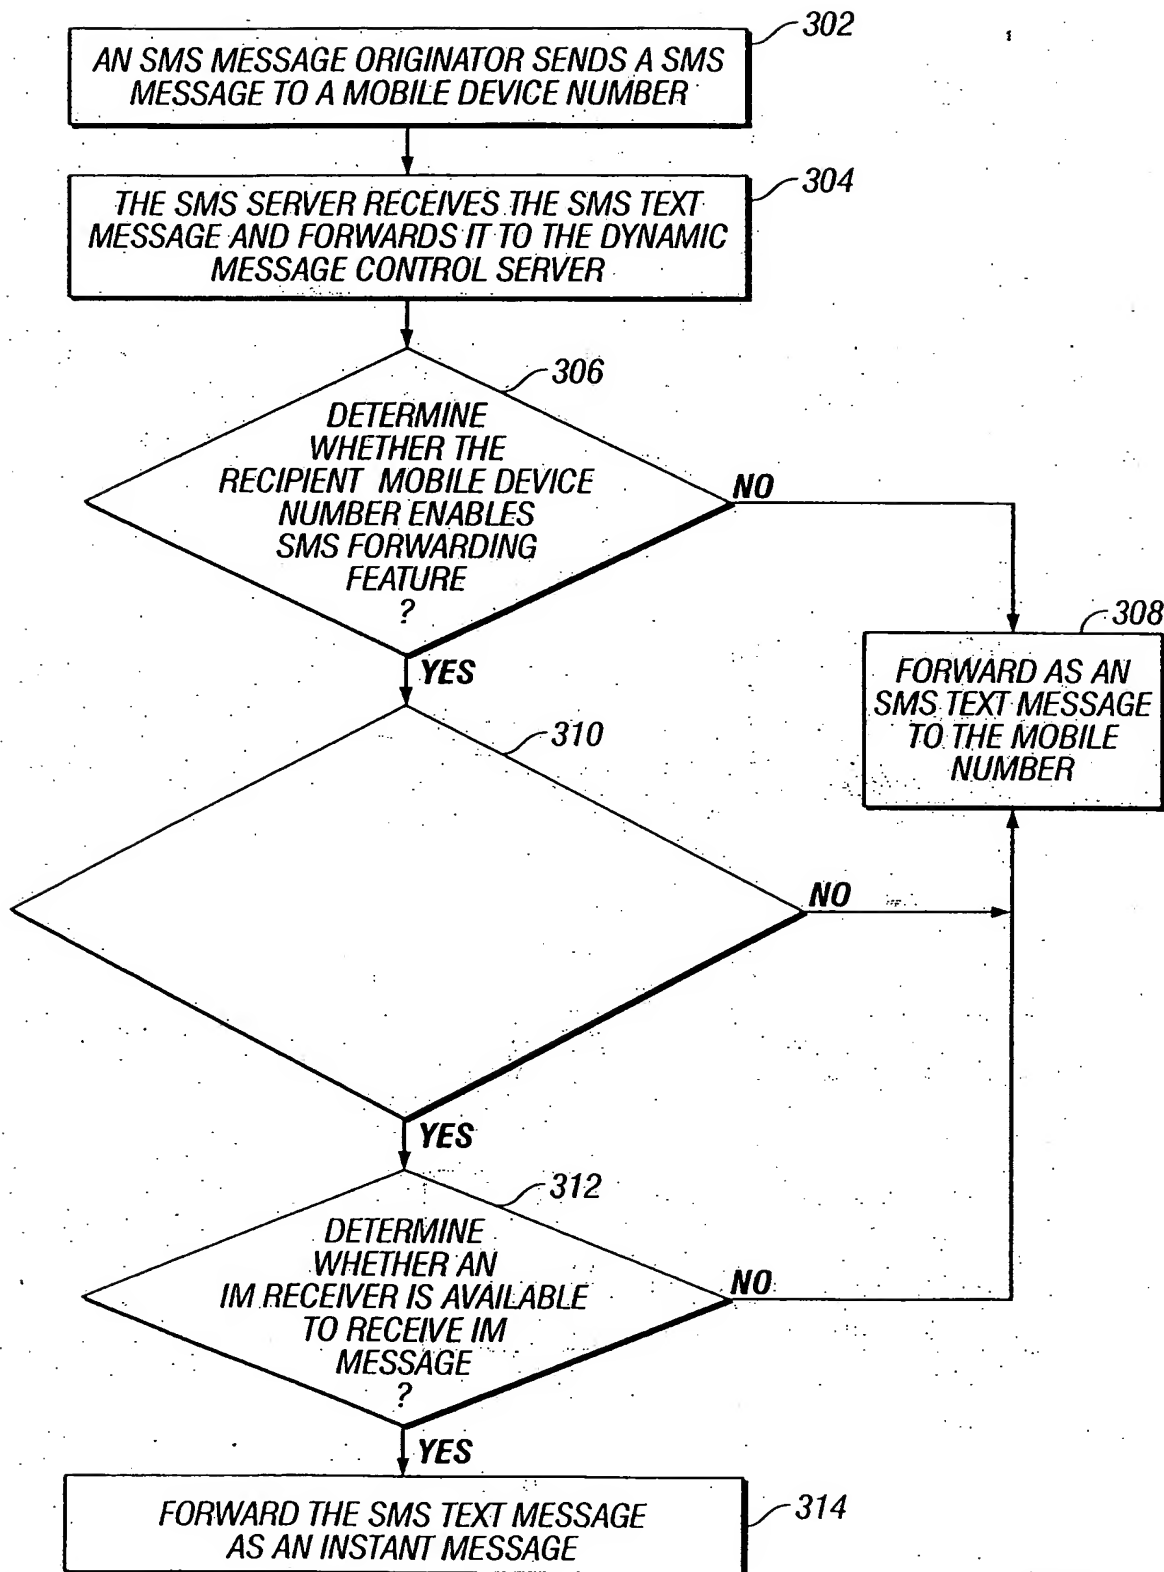 302
AN SMS MESSAGE ORIGINATOR SENDS A SMS
MESSAGE TO A MOBILE DEVICE NUMBER
304
THE SMS SERVER RECEIVES THE SMS TEXT
MESSAGE AND FORWARDS IT TO THE DYNAMIC
MESSAGE CONTROL SERVER
306
DETERMINE
WHETHER THE
RECIPIENT MOBILE DEVICE
NUMBER ENABLES
SMS FORWARDING
FEATURE
?
NO
YES
308
FORWARD AS AN
SMS TEXT MESSAGE
TO THE MOBILE
NUMBER
310
NO
YES
312
DETERMINE
WHETHER AN
IM RECEIVER IS AVAILABLE
TO RECEIVE IM
MESSAGE
?
NO
YES
314
FORWARD THE SMS TEXT MESSAGE
AS AN INSTANT MESSAGE